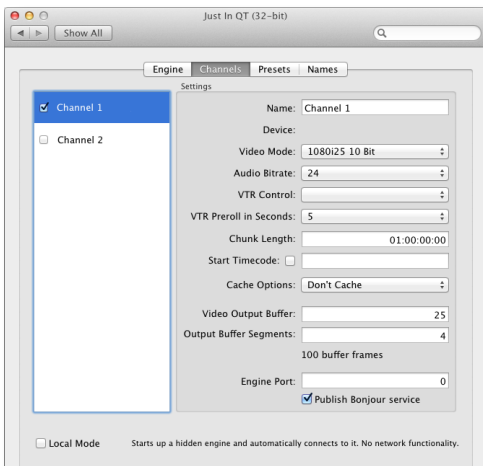 Just In QT (32-bit)
Show All
Engine Channels Presets Names
Settings
Channel 1
Channel 2
Name: Channel 1
Device:
Video Mode: 1080i25 10 Bit
Audio Bitrate: 24
VTR Control:
VTR Preroll in Seconds: 5
Chunk Length: 01:00:00:00
Start Timecode:
Cache Options: Don't Cache
Video Output Buffer: 25
Output Buffer Segments: 4
100 buffer frames
Engine Port: 0
Publish Bonjour service
Local Mode Starts up a hidden engine and automatically connects to it. No network functionality.